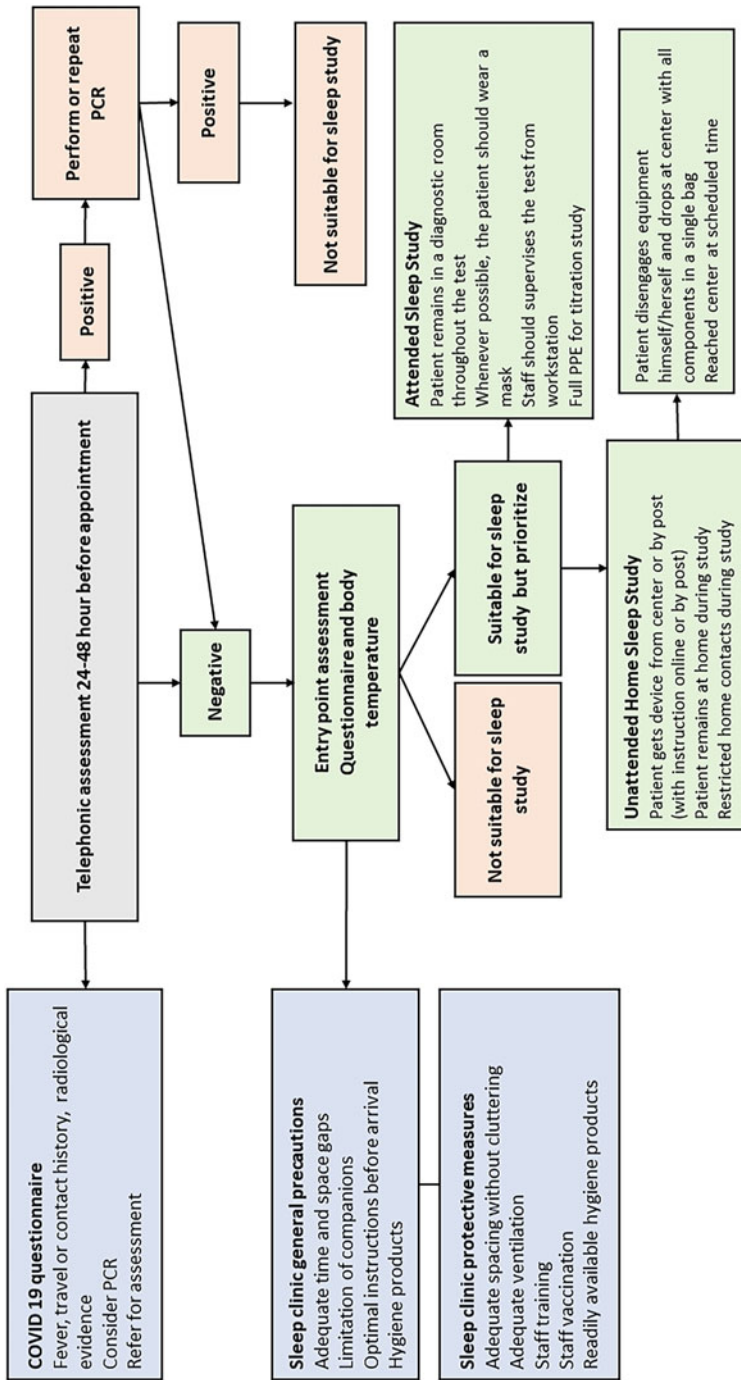 COVID 19 questionnaire
Fever, travel or contact history, radiological
evidence
Consider PCR
Refer for assessment
Telephonic assessment 24-48 hour before appointment
Positive
Perform or repeat
PCR
Positive
Not suitable for sleep study
Negative
Entry point assessment
Questionnaire and body
temperature
Sleep clinic general precautions
Adequate time and space gaps
Limitation of companions
Optimal instructions before arrival
Hygiene products
Sleep clinic protective measures
Adequate spacing without cluttering
Adequate ventilation
Staff training
Staff vaccination
Readily available hygiene products
Not suitable for sleep
study
Suitable for sleep
study but prioritize
Attended Sleep Study
Patient remains in a diagnostic room
throughout the test
Whenever possible, the patient should wear a
mask
Staff should supervises the test from
workstation
Full PPE for titration study
Unattended Home Sleep Study
Patient gets device from center or by post
(with instruction online or by post)
Patient remains at home during study
Restricted home contacts during study
Patient disengages equipment
himself/herself and drops at center with all
components in a single bag
Reached center at scheduled time